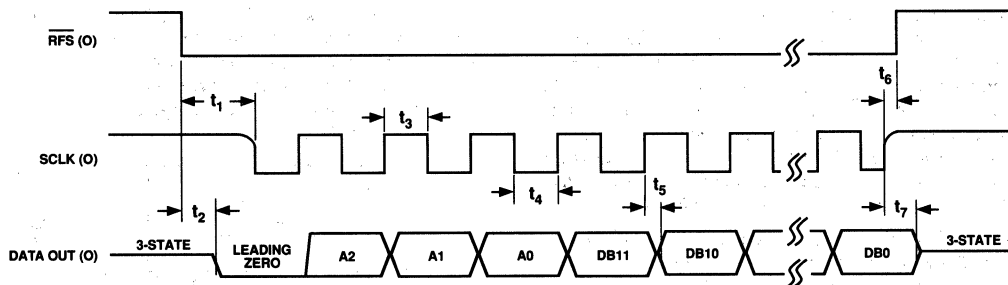 RFS (O)
t6
t1
t3
SCLK (O)
t4
t5
t2
t7
3-STATE
LEADING
ZERO
A2
A1
A0
DB11
DB10
DB0
3-STATE
DATA OUT (O)